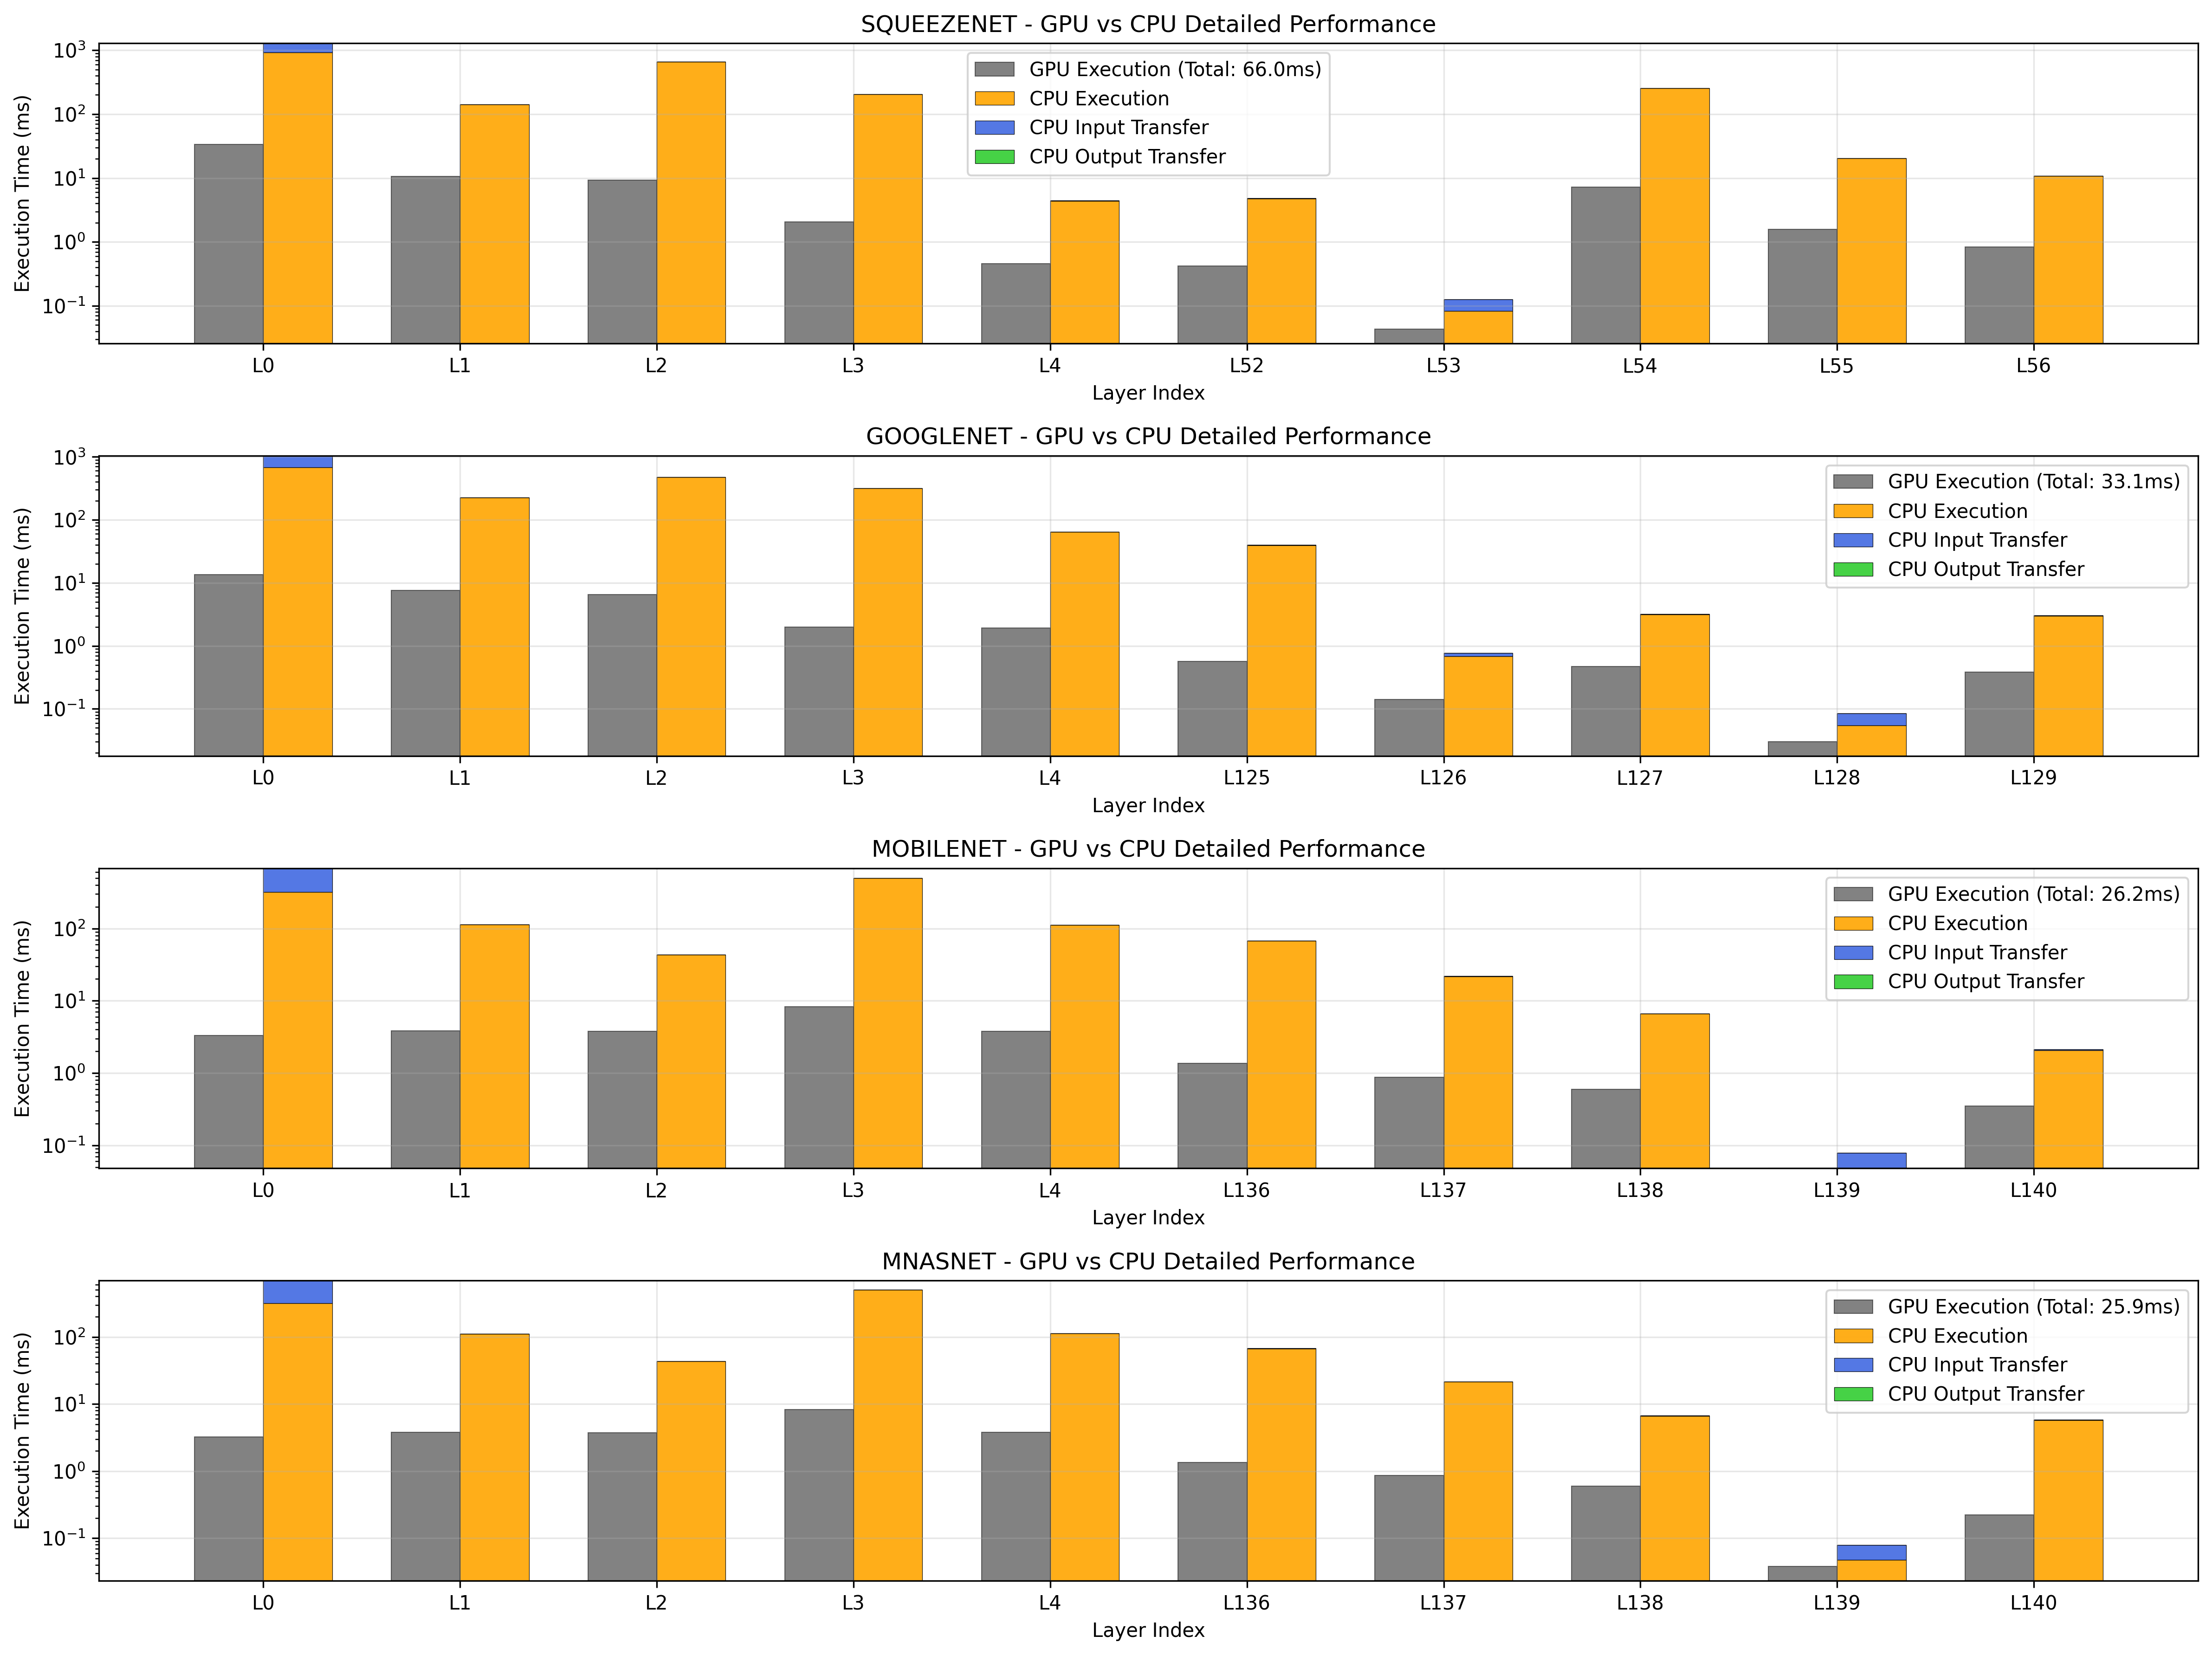 SQUEEZENET - GPU vs CPU Detailed Performance
Execution Time (ms)
10³
10²
10¹
10⁰
10⁻¹
GPU Execution (Total: 66.0ms)
CPU Execution
CPU Input Transfer
CPU Output Transfer
L0 L1 L2 L3 L4 L52 L53 L54 L55 L56
Layer Index
GOOGLENET - GPU vs CPU Detailed Performance
Execution Time (ms)
10³
10²
10¹
10⁰
10⁻¹
GPU Execution (Total: 33.1ms)
CPU Execution
CPU Input Transfer
CPU Output Transfer
L0 L1 L2 L3 L4 L125 L126 L127 L128 L129
Layer Index
MOBILENET - GPU vs CPU Detailed Performance
Execution Time (ms)
10²
10¹
10⁰
10⁻¹
GPU Execution (Total: 26.2ms)
CPU Execution
CPU Input Transfer
CPU Output Transfer
L0 L1 L2 L3 L4 L136 L137 L138 L139 L140
Layer Index
MNASNET - GPU vs CPU Detailed Performance
Execution Time (ms)
10²
10¹
10⁰
10⁻¹
GPU Execution (Total: 25.9ms)
CPU Execution
CPU Input Transfer
CPU Output Transfer
L0 L1 L2 L3 L4 L136 L137 L138 L139 L140
Layer Index